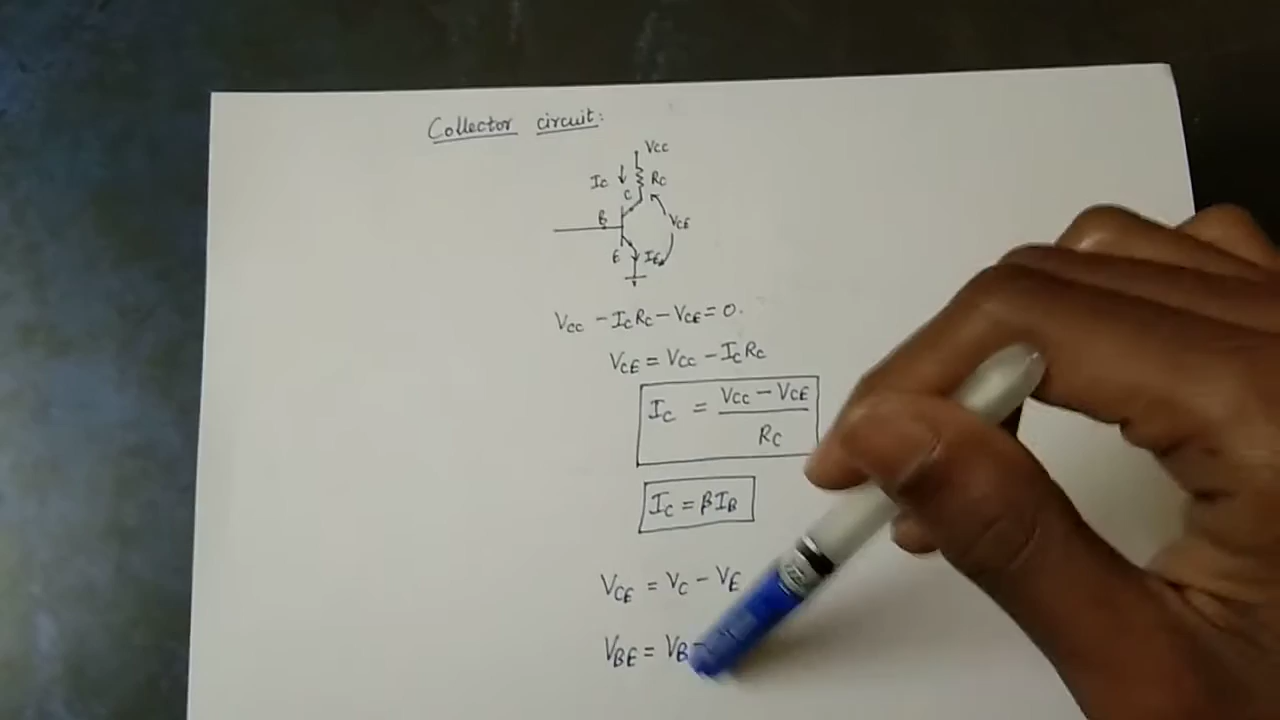 Collector circuit:
Vcc
Ic ↓ Rc
C
B VCE
E IE
Vcc - IcRc - VCE = 0.
VCE = Vcc - IcRc
Ic = Vcc - VCE / Rc
Ic = βIB
VCE = Vc - VE
VBE = VB -